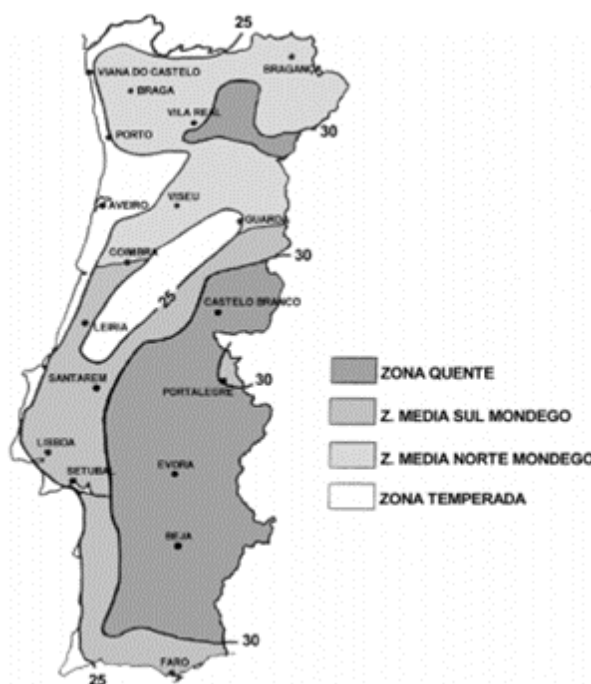 25
BRAGANÇA
VIANA DO CASTELO
BRAGA
VILA REAL
30
PORTO
AVEIRO
VISEU
GUARDA
COIMBRA
30
25
CASTELO BRANCO
LEIRIA
ZONA QUENTE
30
PORTALEGRE
SANTAREM
Z. MEDIA SUL MONDEGO
LISBOA
Z. MEDIA NORTE MONDEGO
SETUBAL
EVORA
ZONA TEMPERADA
BEJA
30
FARO
25